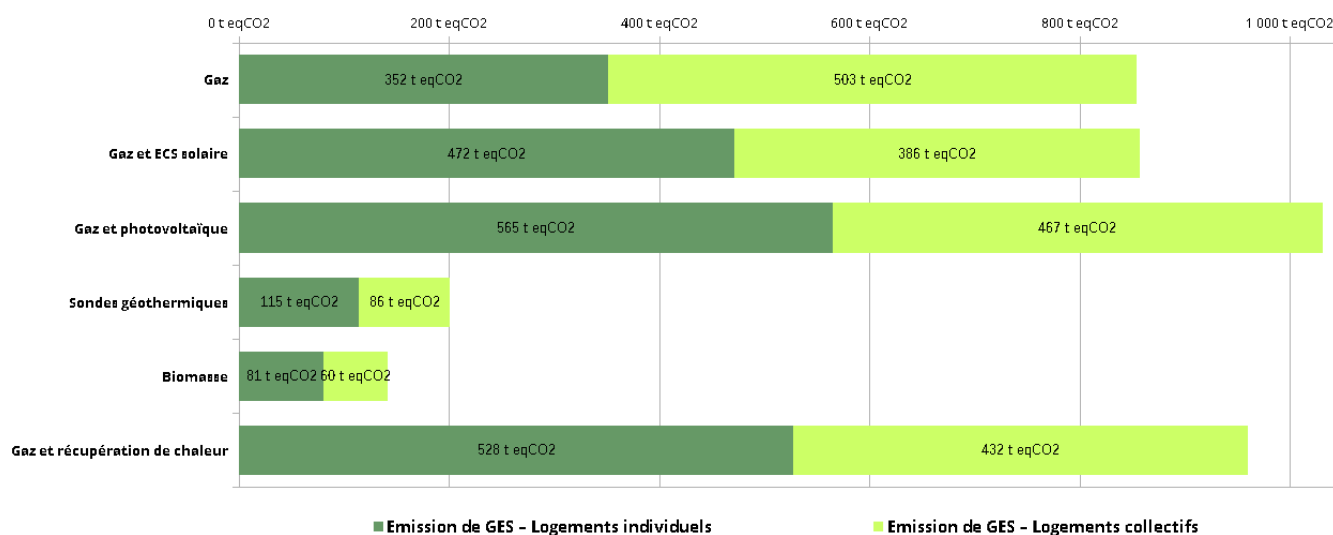 0 t eqCO2 200 t eqCO2 400 t eqCO2 600 t eqCO2 800 t eqCO2 1 000 t eqCO2
Gaz 352 t eqCO2 503 t eqCO2
Gaz et ECS solaire 472 t eqCO2 386 t eqCO2
Gaz et photovoltaïque 565 t eqCO2 467 t eqCO2
Sondes géothermiques 115 t eqCO2 86 t eqCO2
Biomasse 81 t eqCO2 60 t eqCO2
Gaz et récupération de chaleur 528 t eqCO2 432 t eqCO2
Emission de GES – Logements individuels Emission de GES – Logements collectifs